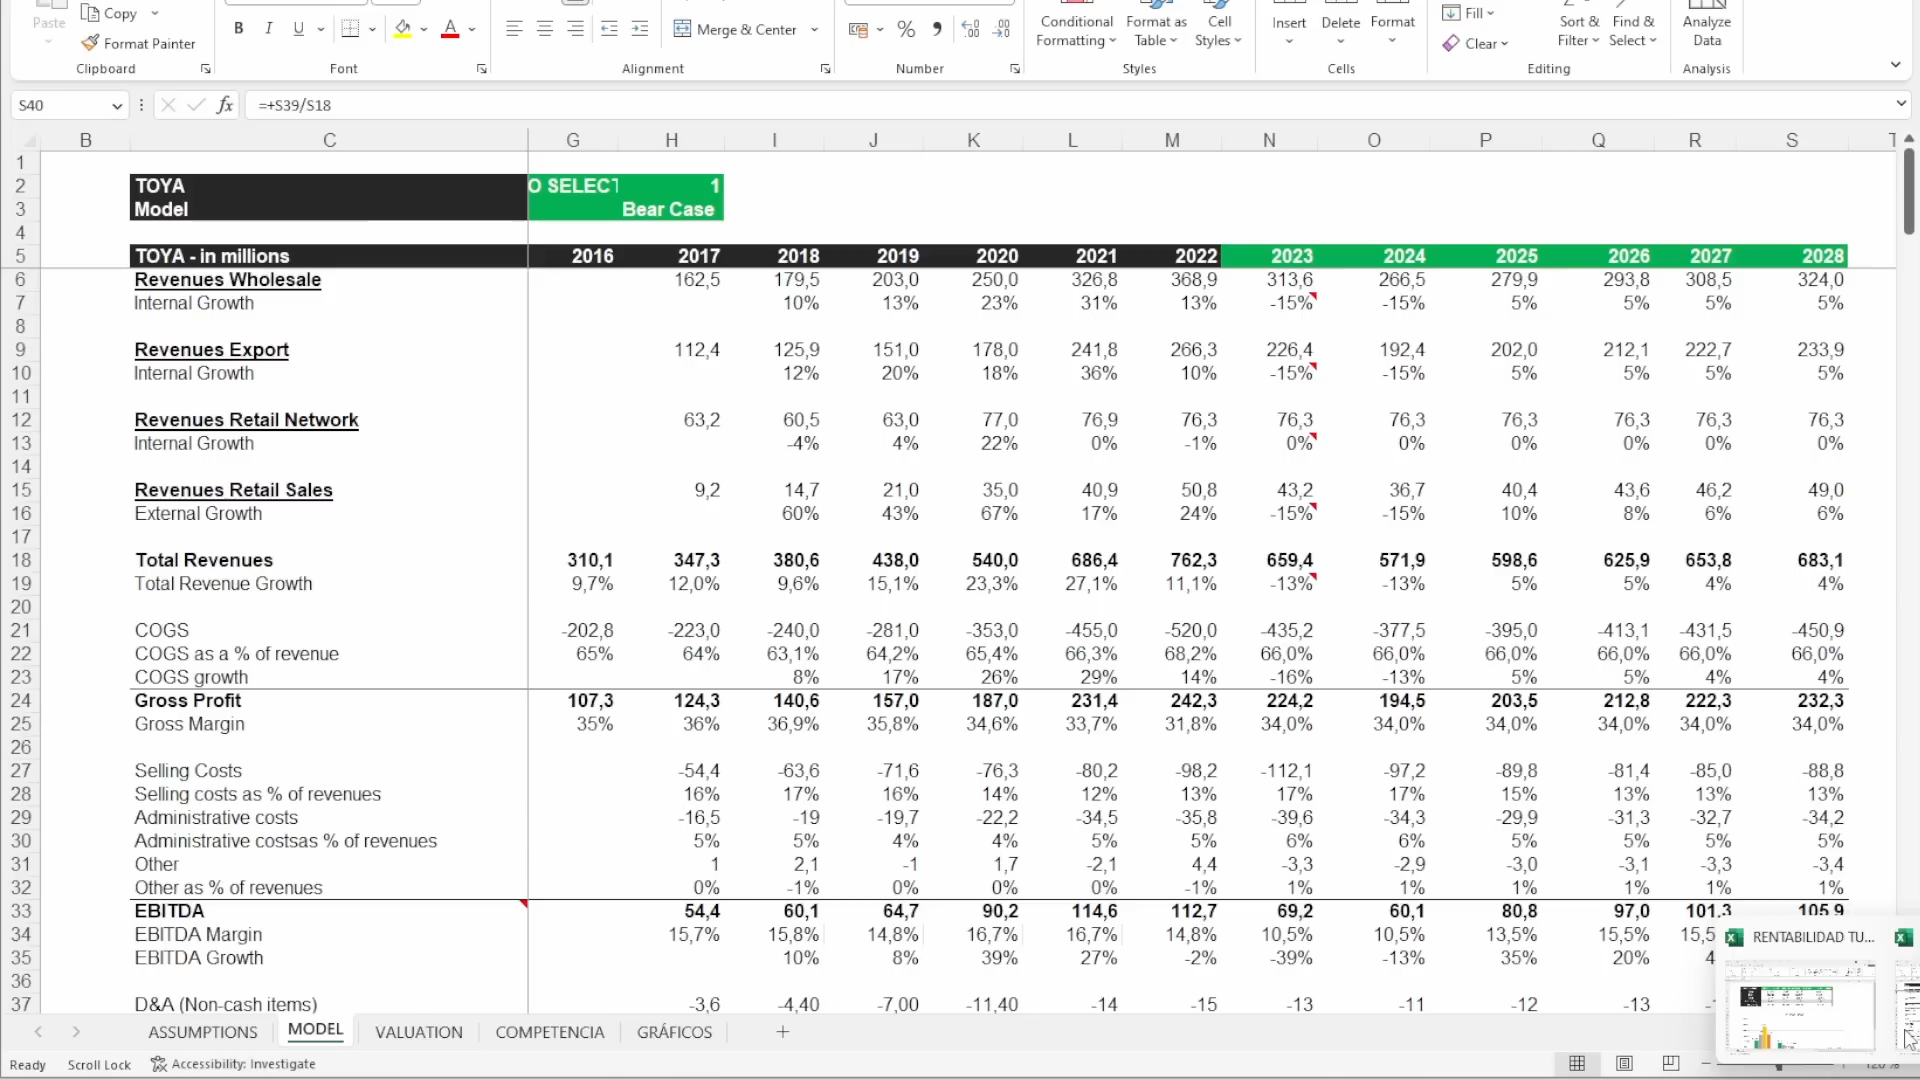 Paste
Copy
Format Painter
Clipboard
B I U
A
Font
Merge & Center
Alignment
%
Number
Conditional Formatting
Format as Table
Cell Styles
Styles
Insert Delete Format
Cells
Fill
Clear
Sort & Filter
Find & Select
Editing
Analyze Data
Analysis
S40 fx =+S39/S18
B C G H I J K L M N O P Q R S T
1
2 TOYA O SELECT 1
3 Model Bear Case
4
5 TOYA - in millions 2016 2017 2018 2019 2020 2021 2022 2023 2024 2025 2026 2027 2028
6 Revenues Wholesale 162,5 179,5 203,0 250,0 326,8 368,9 313,6 266,5 279,9 293,8 308,5 324,0
7 Internal Growth 10% 13% 23% 31% 13% -15% -15% 5% 5% 5% 5%
8
9 Revenues Export 112,4 125,9 151,0 178,0 241,8 266,3 226,4 192,4 202,0 212,1 222,7 233,9
10 Internal Growth 12% 20% 18% 36% 10% -15% -15% 5% 5% 5% 5%
11
12 Revenues Retail Network 63,2 60,5 63,0 77,0 76,9 76,3 76,3 76,3 76,3 76,3 76,3 76,3
13 Internal Growth -4% 4% 22% 0% -1% 0% 0% 0% 0% 0% 0%
14
15 Revenues Retail Sales 9,2 14,7 21,0 35,0 40,9 50,8 43,2 36,7 40,4 43,6 46,2 49,0
16 External Growth 60% 43% 67% 17% 24% -15% -15% 10% 8% 6% 6%
17
18 Total Revenues 310,1 347,3 380,6 438,0 540,0 686,4 762,3 659,4 571,9 598,6 625,9 653,8 683,1
19 Total Revenue Growth 9,7% 12,0% 9,6% 15,1% 23,3% 27,1% 11,1% -13% -13% 5% 5% 4% 4%
20
21 COGS -202,8 -223,0 -240,0 -281,0 -353,0 -455,0 -520,0 -435,2 -377,5 -395,0 -413,1 -431,5 -450,9
22 COGS as a % of revenue 65% 64% 63,1% 64,2% 65,4% 66,3% 68,2% 66,0% 66,0% 66,0% 66,0% 66,0% 66,0%
23 COGS growth 8% 17% 26% 29% 14% -16% -13% 5% 5% 4% 4%
24 Gross Profit 107,3 124,3 140,6 157,0 187,0 231,4 242,3 224,2 194,5 203,5 212,8 222,3 232,3
25 Gross Margin 35% 36% 36,9% 35,8% 34,6% 33,7% 31,8% 34,0% 34,0% 34,0% 34,0% 34,0% 34,0%
26
27 Selling Costs -54,4 -63,6 -71,6 -76,3 -80,2 -98,2 -112,1 -97,2 -89,8 -81,4 -85,0 -88,8
28 Selling costs as % of revenues 16% 17% 16% 14% 12% 13% 17% 17% 15% 13% 13% 13%
29 Administrative costs -16,5 -19 -19,7 -22,2 -34,5 -35,8 -39,6 -34,3 -29,9 -31,3 -32,7 -34,2
30 Administrative costsas % of revenues 5% 5% 4% 4% 5% 5% 6% 6% 5% 5% 5% 5%
31 Other 1 2,1 -1 1,7 -2,1 4,4 -3,3 -2,9 -3,0 -3,1 -3,3 -3,4
32 Other as % of revenues 0% -1% 0% 0% 0% -1% 1% 1% 1% 1% 1% 1%
33 EBITDA 54,4 60,1 64,7 90,2 114,6 112,7 69,2 60,1 80,8 97,0 101,3 105,9
34 EBITDA Margin 15,7% 15,8% 14,8% 16,7% 16,7% 14,8% 10,5% 10,5% 13,5% 15,5% 15,5
35 EBITDA Growth 10% 8% 39% 27% -2% -39% -13% 35% 20% 4
36
37 D&A (Non-cash items) -3,6 -4,40 -7,00 -11,40 -14 -15 -13 -11 -12 -13
RENTABILIDAD TU...
ASSUMPTIONS MODEL VALUATION COMPETENCIA GRÁFICOS
Ready Scroll Lock Accessibility: Investigate 120 %